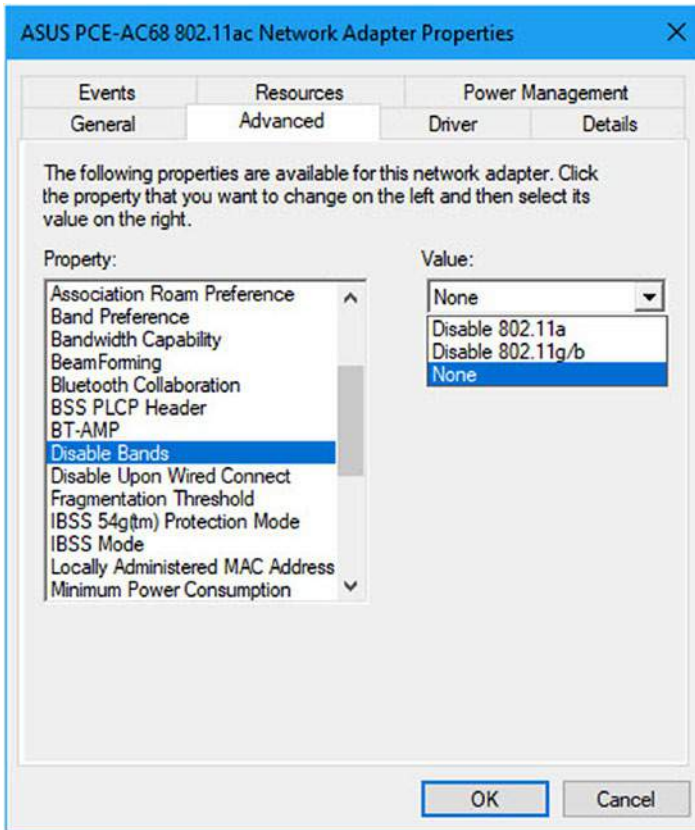 ASUS PCE-AC68 802.11ac Network Adapter Properties
Events Resources Power Management
General Advanced Driver Details
The following properties are available for this network adapter. Click
the property that you want to change on the left and then select its
value on the right.
Property:
Association Roam Preference
Band Preference
Bandwidth Capability
BeamForming
Bluetooth Collaboration
BSS PLCP Header
BT-AMP
Disable Bands
Disable Upon Wired Connect
Fragmentation Threshold
IBSS 54g(tm) Protection Mode
IBSS Mode
Locally Administered MAC Address
Minimum Power Consumption
Value:
None
Disable 802.11a
Disable 802.11g/b
None
OK Cancel